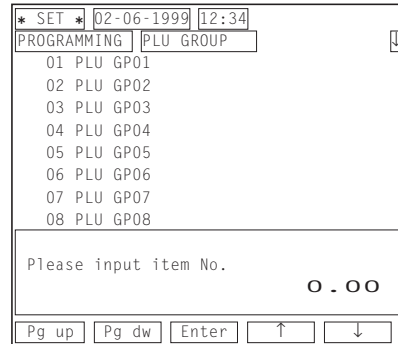 * SET * 02-06-1999 12:34
PROGRAMMING PLU GROUP ↓
01 PLU GP01
02 PLU GP02
03 PLU GP03
04 PLU GP04
05 PLU GP05
06 PLU GP06
07 PLU GP07
08 PLU GP08
Please input item No.
0.00
Pg up Pg dw Enter ↑ ↓